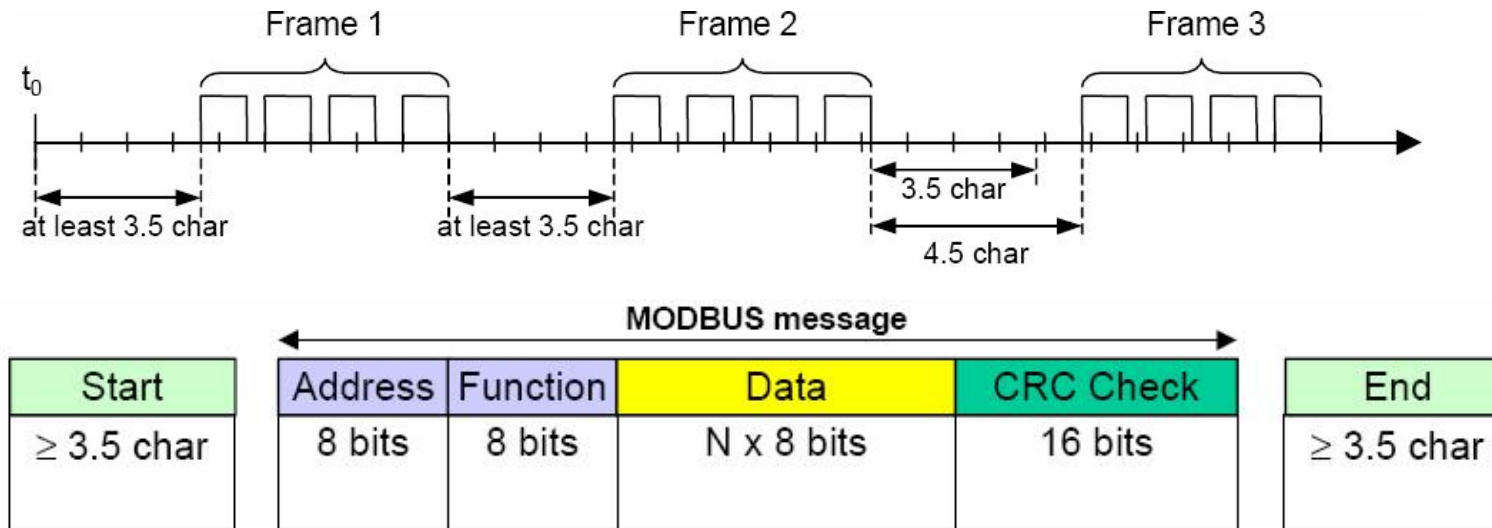 Frame 1 Frame 2 Frame 3
t0
3.5 char
at least 3.5 char at least 3.5 char
4.5 char
MODBUS message
Start Address Function Data CRC Check End
≥ 3.5 char 8 bits 8 bits N x 8 bits 16 bits ≥ 3.5 char